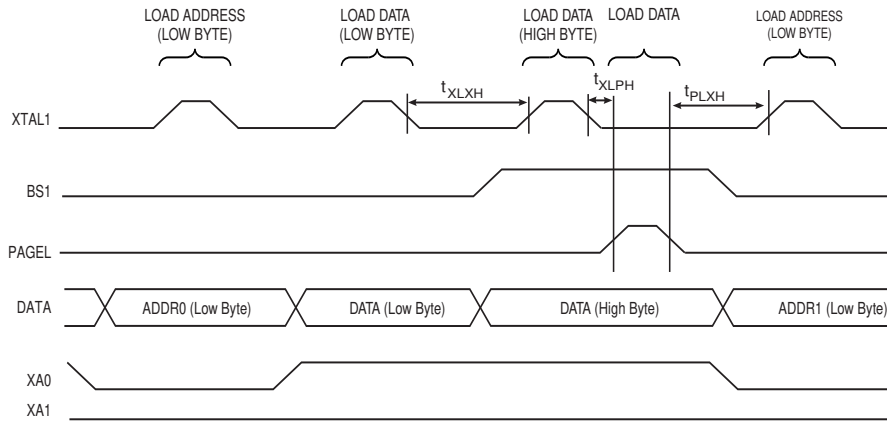 LOAD ADDRESS
(LOW BYTE)
LOAD DATA
(LOW BYTE)
LOAD DATA
(HIGH BYTE)
LOAD DATA
LOAD ADDRESS
(LOW BYTE)
tXLXH
tXLPH
tPLXH
XTAL1
BS1
PAGEL
DATA
ADDR0 (Low Byte)
DATA (Low Byte)
DATA (High Byte)
ADDR1 (Low Byte)
XA0
XA1